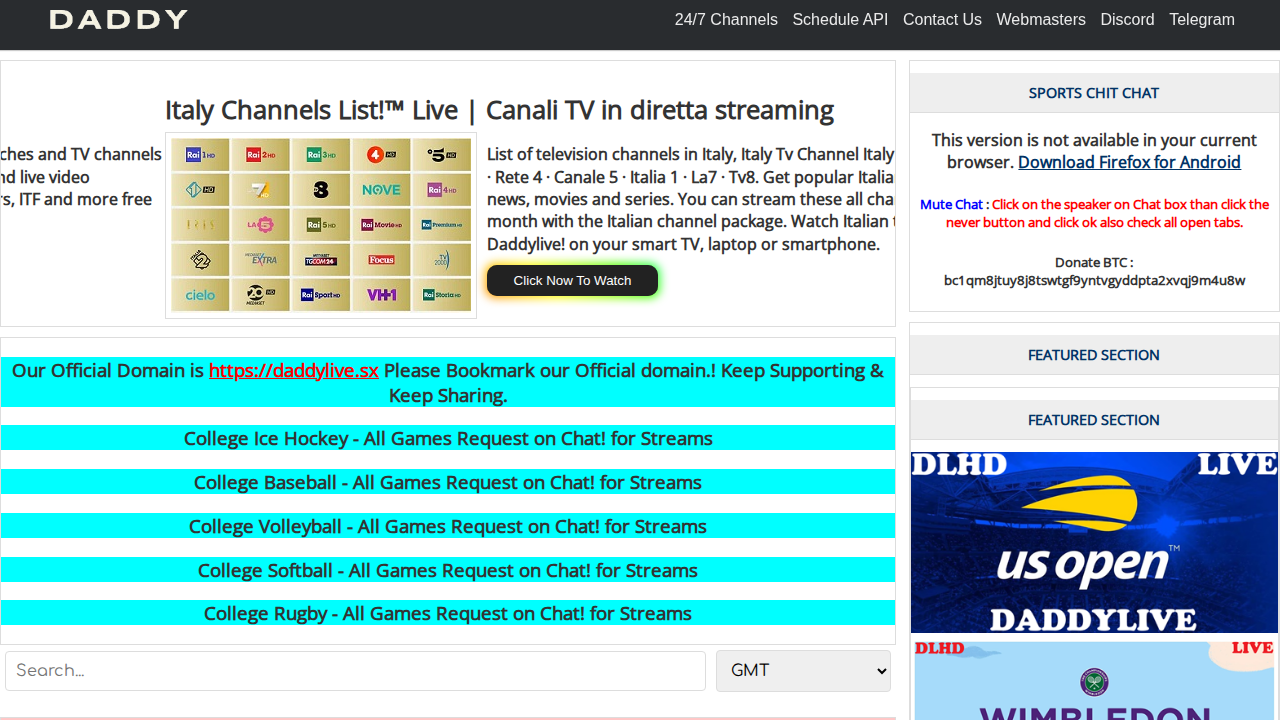 DADDY
24/7 Channels Schedule API Contact Us Webmasters Discord Telegram
ches and TV channels
nd live video
rs, ITF and more free
Italy Channels List!™ Live | Canali TV in diretta streaming
Rai 1 HD Rai 2 HD Rai 3 HD 4 HD 5 HD
1 HD 7 HD 8 NOVE Rai 4 HD
IRIS LA 5 Rai 5 HD Rai Movie HD Rai Premium HD
2 MEDIASET EXTRA MEDIASET TGCOM24 Focus TV 2000
cielo 20 HD MEDIASET Rai Sport HD VH1 Rai Storia HD
List of television channels in Italy, Italy Tv Channel Italy
· Rete 4 · Canale 5 · Italia 1 · La7 · Tv8. Get popular Italia
news, movies and series. You can stream these all cha
month with the Italian channel package. Watch Italian t
Daddylive! on your smart TV, laptop or smartphone.
Click Now To Watch
Our Official Domain is https://daddylive.sx Please Bookmark our Official domain.! Keep Supporting &
Keep Sharing.
College Ice Hockey - All Games Request on Chat! for Streams
College Baseball - All Games Request on Chat! for Streams
College Volleyball - All Games Request on Chat! for Streams
College Softball - All Games Request on Chat! for Streams
College Rugby - All Games Request on Chat! for Streams
Search...
GMT
SPORTS CHIT CHAT
This version is not available in your current
browser. Download Firefox for Android
Mute Chat : Click on the speaker on Chat box than click the
never button and click ok also check all open tabs.
Donate BTC :
bc1qm8jtuy8j8tswtgf9yntvgyddpta2xvqj9m4u8w
FEATURED SECTION
FEATURED SECTION
DLHD LIVE
us open™
DADDYLIVE
DLHD LIVE
WIMBLEDON